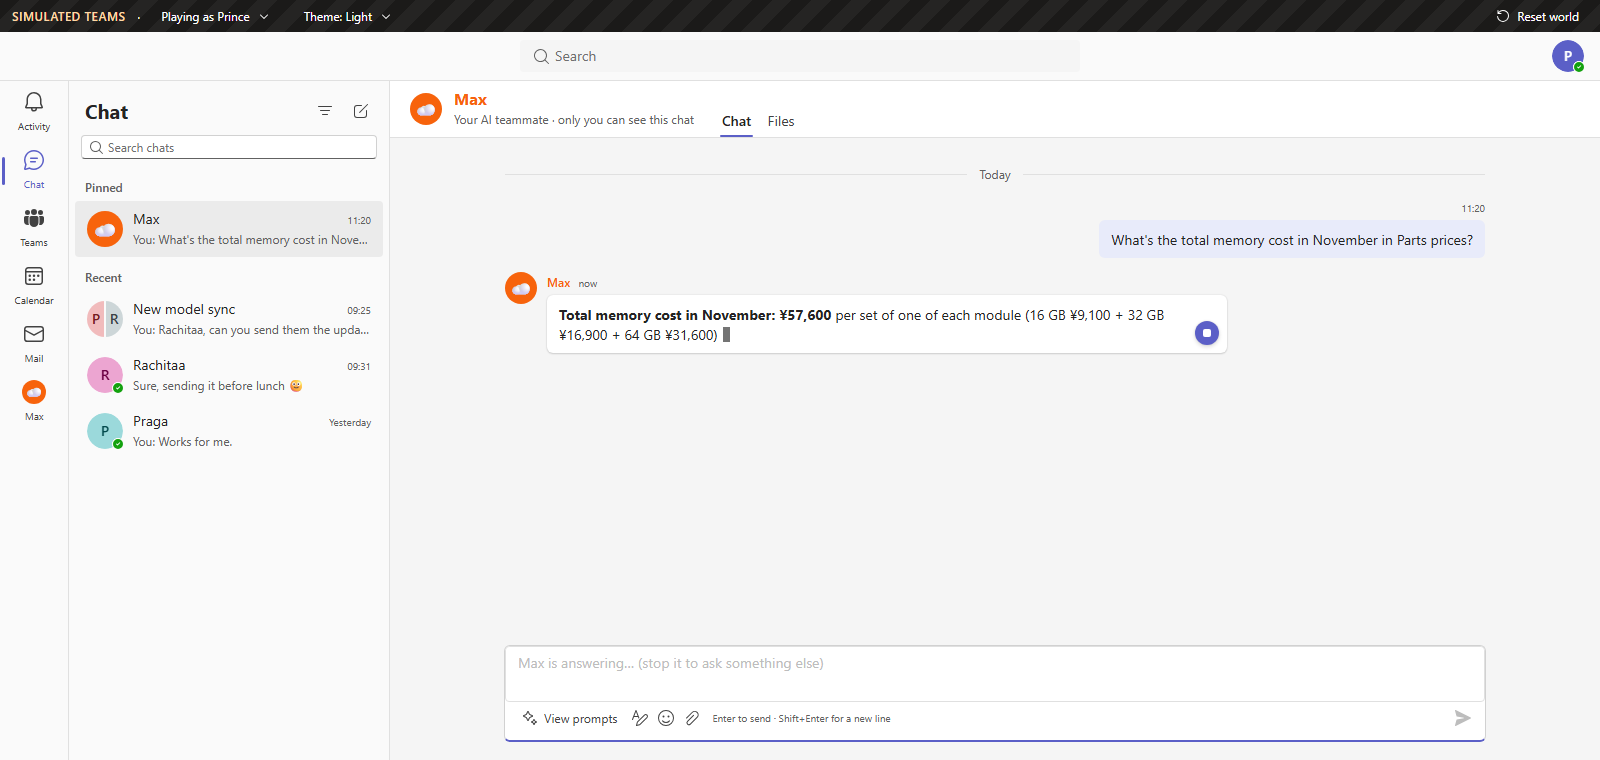 SIMULATED TEAMS · Playing as Prince Theme: Light Reset world
Search
P
Activity
Chat
Teams
Calendar
Mail
Max
Chat
Search chats
Pinned
Max 11:20
You: What's the total memory cost in Nove...
Recent
P R New model sync 09:25
You: Rachitaa, can you send them the upda...
R Rachitaa 09:31
Sure, sending it before lunch 😀
P Praga Yesterday
You: Works for me.
Max
Your AI teammate · only you can see this chat
Chat Files
Today
11:20
What's the total memory cost in November in Parts prices?
Max now
Total memory cost in November: ¥57,600 per set of one of each module (16 GB ¥9,100 + 32 GB
¥16,900 + 64 GB ¥31,600)
Max is answering... (stop it to ask something else)
View prompts Enter to send · Shift+Enter for a new line